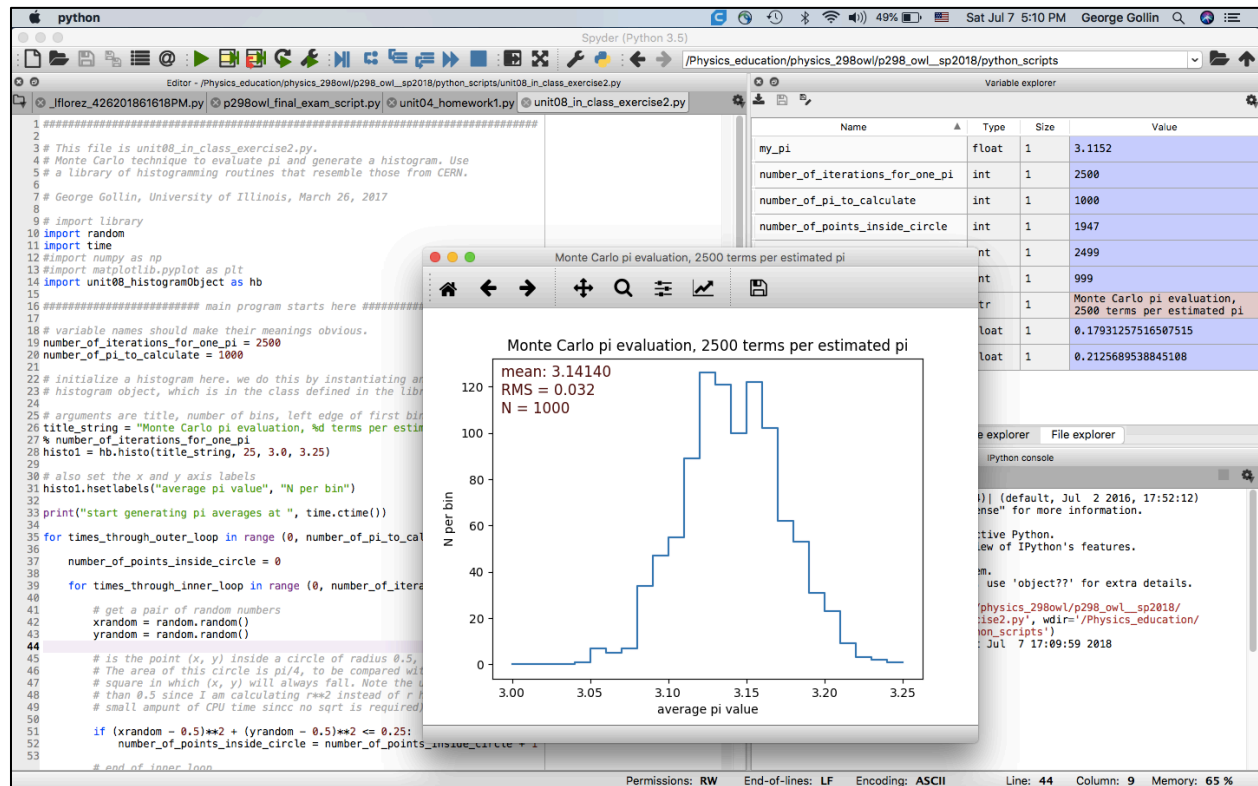 python
49%
Sat Jul 7 5:10 PM George Gollin
Spyder (Python 3.5)
/Physics_education/physics_298owl/p298_owl__sp2018/python_scripts
Editor - /Physics_education/physics_298owl/p298_owl__sp2018/python_scripts/unit08_in_class_exercise2.py
_lflorez_426201861618PM.py p298owl_final_exam_script.py unit04_homework1.py unit08_in_class_exercise2.py
1 ################################################################################
2
3 # This file is unit08_in_class_exercise2.py.
4 # Monte Carlo technique to evaluate pi and generate a histogram. Use
5 # a library of histogramming routines that resemble those from CERN.
6
7 # George Gollin, University of Illinois, March 26, 2017
8
9 # import library
10 import random
11 import time
12 #import numpy as np
13 #import matplotlib.pyplot as plt
14 import unit08_histogramObject as hb
15
16 ######################### main program starts here ##########
17
18 # variable names should make their meanings obvious.
19 number_of_iterations_for_one_pi = 2500
20 number_of_pi_to_calculate = 1000
21
22 # initialize a histogram here. we do this by instantiating an
23 # histogram object, which is in the class defined in the libr
24
25 # arguments are title, number of bins, left edge of first bin
26 title_string = "Monte Carlo pi evaluation, %d terms per estim
27 % number_of_iterations_for_one_pi
28 histo1 = hb.histo(title_string, 25, 3.0, 3.25)
29
30 # also set the x and y axis labels
31 histo1.hsetlabels("average pi value", "N per bin")
32
33 print("start generating pi averages at ", time.ctime())
34
35 for times_through_outer_loop in range (0, number_of_pi_to_cal
36
37 number_of_points_inside_circle = 0
38
39 for times_through_inner_loop in range (0, number_of_itera
40
41 # get a pair of random numbers
42 xrandom = random.random()
43 yrandom = random.random()
44
45 # is the point (x, y) inside a circle of radius 0.5,
46 # The area of this circle is pi/4, to be compared wit
47 # square in which (x, y) will always fall. Note the u
48 # than 0.5 since I am calculating r**2 instead of r h
49 # small ampunt of CPU time sincc no sqrt is required)
50
51 if (xrandom - 0.5)**2 + (yrandom - 0.5)**2 <= 0.25:
52 number_of_points_inside_circle = number_of_points_inside_circle + 1
53
# end of inner loop
Variable explorer
Name Type Size Value
my_pi float 1 3.1152
number_of_iterations_for_one_pi int 1 2500
number_of_pi_to_calculate int 1 1000
number_of_points_inside_circle int 1 1947
nt 1 2499
nt 1 999
tr 1 Monte Carlo pi evaluation,
2500 terms per estimated pi
loat 1 0.17931257516507515
loat 1 0.2125689538845108
e explorer File explorer
IPython console
)| (default, Jul 2 2016, 17:52:12)
ense" for more information.
ctive Python.
iew of IPython's features.
em.
use 'object??' for extra details.
/physics_298owl/p298_owl__sp2018/
cise2.py', wdir='/Physics_education/
hon_scripts')
t Jul 7 17:09:59 2018
Monte Carlo pi evaluation, 2500 terms per estimated pi
Monte Carlo pi evaluation, 2500 terms per estimated pi
mean: 3.14140
RMS = 0.032
N = 1000
120
100
80
60
40
20
0
N per bin
3.00 3.05 3.10 3.15 3.20 3.25
average pi value
Permissions: RW End-of-lines: LF Encoding: ASCII Line: 44 Column: 9 Memory: 65 %